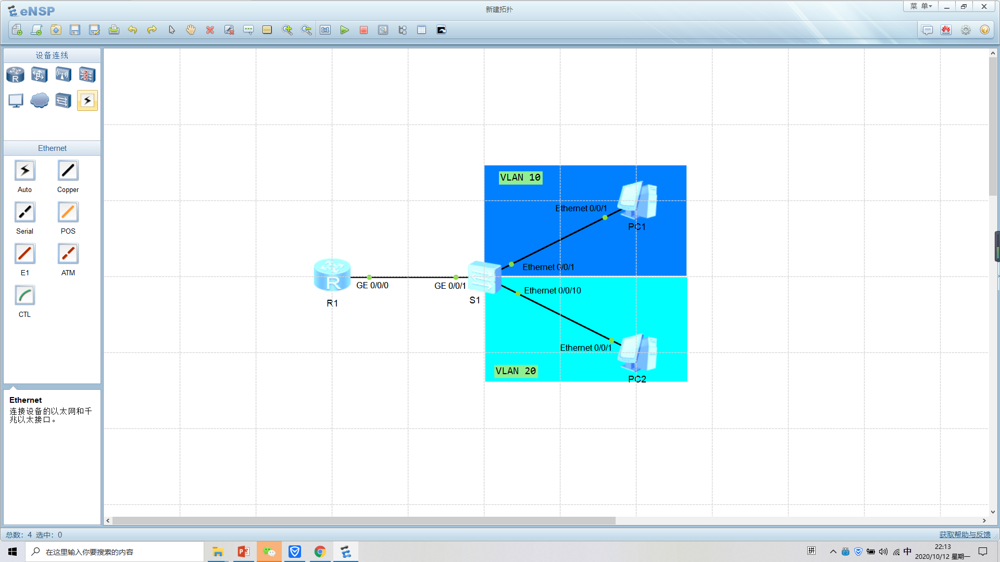 eNSP
新建拓扑
菜 单
1:1
设备连线
R
Ethernet
Auto
Copper
Serial
POS
E1
ATM
CTL
Ethernet
连接设备的以太网和千
兆以太接口。
VLAN 10
Ethernet 0/0/1
PC1
Ethernet 0/0/1
R
GE 0/0/0
GE 0/0/1
R1
S1
Ethernet 0/0/10
Ethernet 0/0/1
VLAN 20
PC2
总数: 4 选中: 0
获取帮助与反馈
在这里输入你要搜索的内容
拼
中
22:13
2020/10/12 星期一